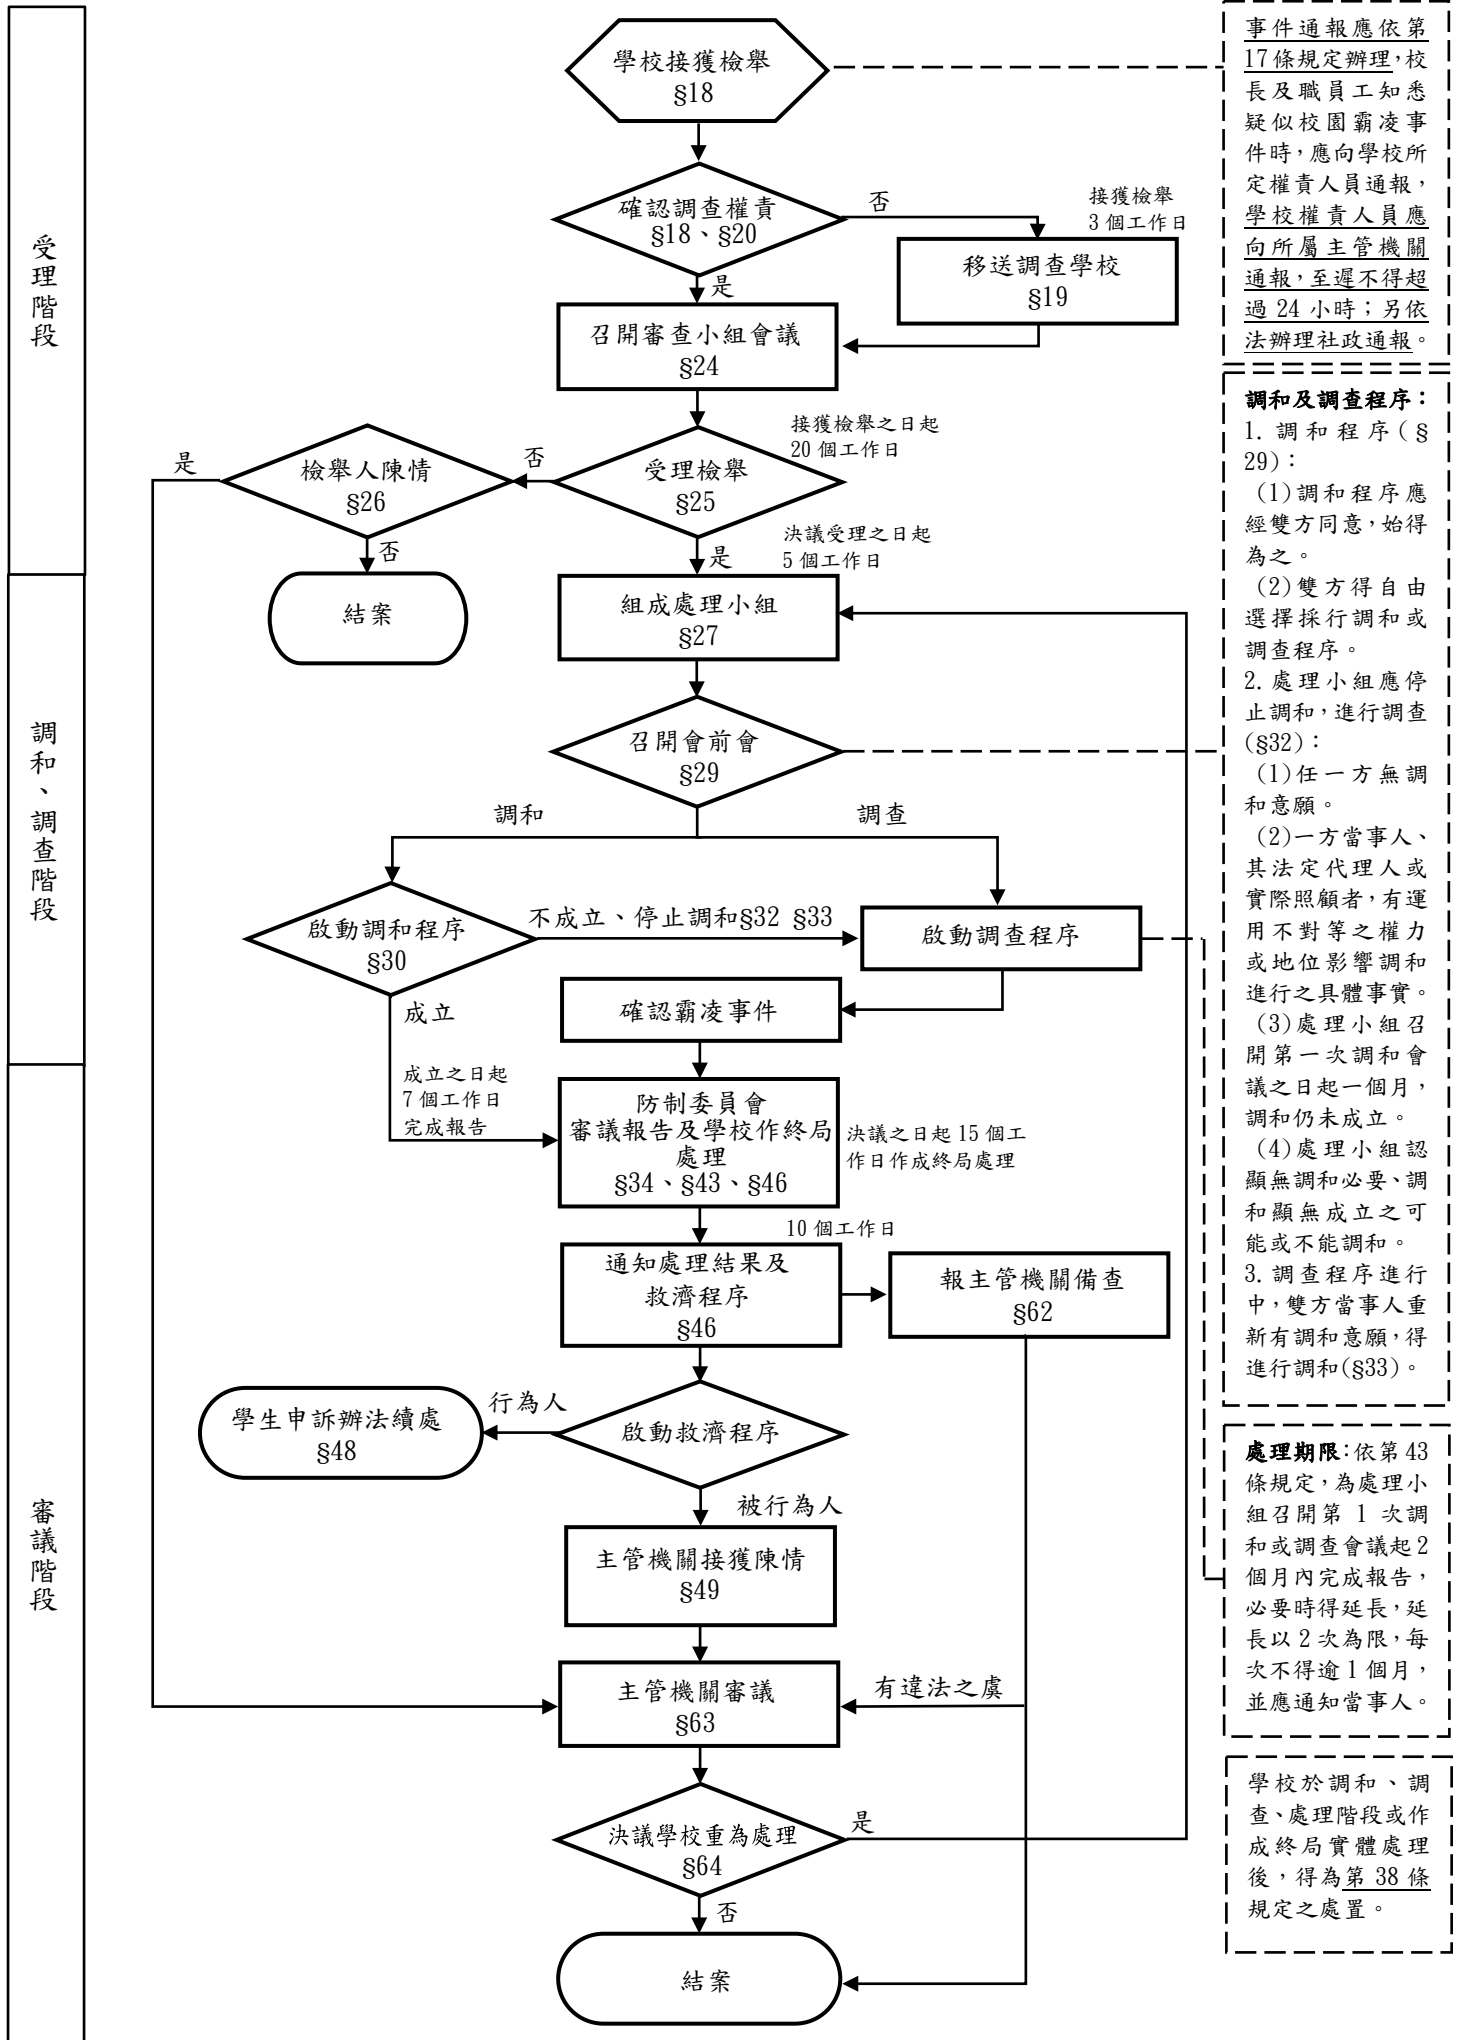 受理階段
學校接獲檢舉
§18
確認調查權責
§18、§20
否
接獲檢舉
3個工作日
移送調查學校
§19
是
召開審查小組會議
§24
接獲檢舉之日起
20個工作日
受理檢舉
§25
否
檢舉人陳情
§26
是
否
結案
決議受理之日起
5個工作日
是
調和、調查階段
組成處理小組
§27
召開會前會
§29
調和
調查
啟動調和程序
§30
不成立、停止調和§32 §33
啟動調查程序
確認霸凌事件
成立
成立之日起
7個工作日
完成報告
審議階段
防制委員會
審議報告及學校作終局
處理
§34、§43、§46
決議之日起15個工
作日作成終局處理
10個工作日
通知處理結果及
救濟程序
§46
報主管機關備查
§62
啟動救濟程序
行為人
學生申訴辦法續處
§48
被行為人
主管機關接獲陳情
§49
主管機關審議
§63
有違法之虞
決議學校重為處理
§64
是
否
結案
事件通報應依第
17條規定辦理,校
長及職員工知悉
疑似校園霸凌事
件時,應向學校所
定權責人員通報,
學校權責人員應
向所屬主管機關
通報,至遲不得超
過24小時;另依
法辦理社政通報。
調和及調查程序:
1. 調和程序(§
29):
(1)調和程序應
經雙方同意,始得
為之。
(2)雙方得自由
選擇採行調和或
調查程序。
2. 處理小組應停
止調和,進行調查
(§32):
(1)任一方無調
和意願。
(2)一方當事人、
其法定代理人或
實際照顧者,有運
用不對等之權力
或地位影響調和
進行之具體事實。
(3)處理小組召
開第一次調和會
議之日起一個月,
調和仍未成立。
(4)處理小組認
顯無調和必要、調
和顯無成立之可
能或不能調和。
3. 調查程序進行
中,雙方當事人重
新有調和意願,得
進行調和(§33)。
處理期限:依第43
條規定,為處理小
組召開第1次調
和或調查會議起2
個月內完成報告,
必要時得延長,延
長以2次為限,每
次不得逾1個月,
並應通知當事人。
學校於調和、調
查、處理階段或作
成終局實體處理
後,得為第38條
規定之處置。